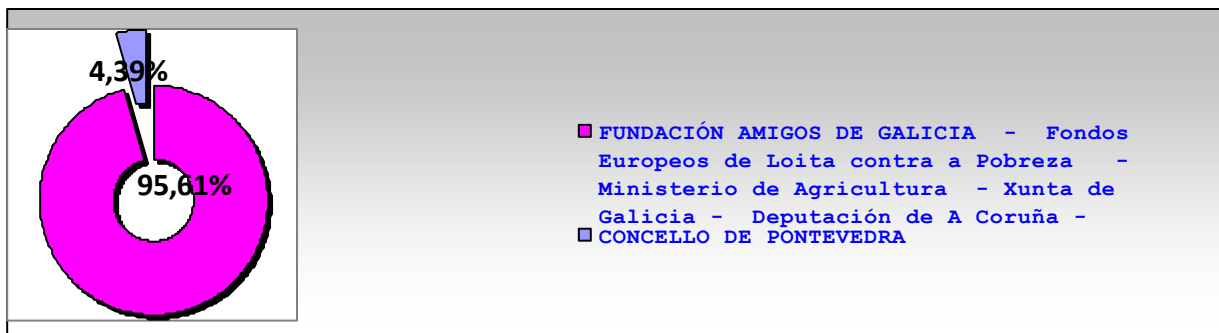 4,39%
95,61%
FUNDACIÓN AMIGOS DE GALICIA - Fondos
Europeos de Loita contra a Pobreza -
Ministerio de Agricultura - Xunta de
Galicia - Deputación de A Coruña -
CONCELLO DE PONTEVEDRA